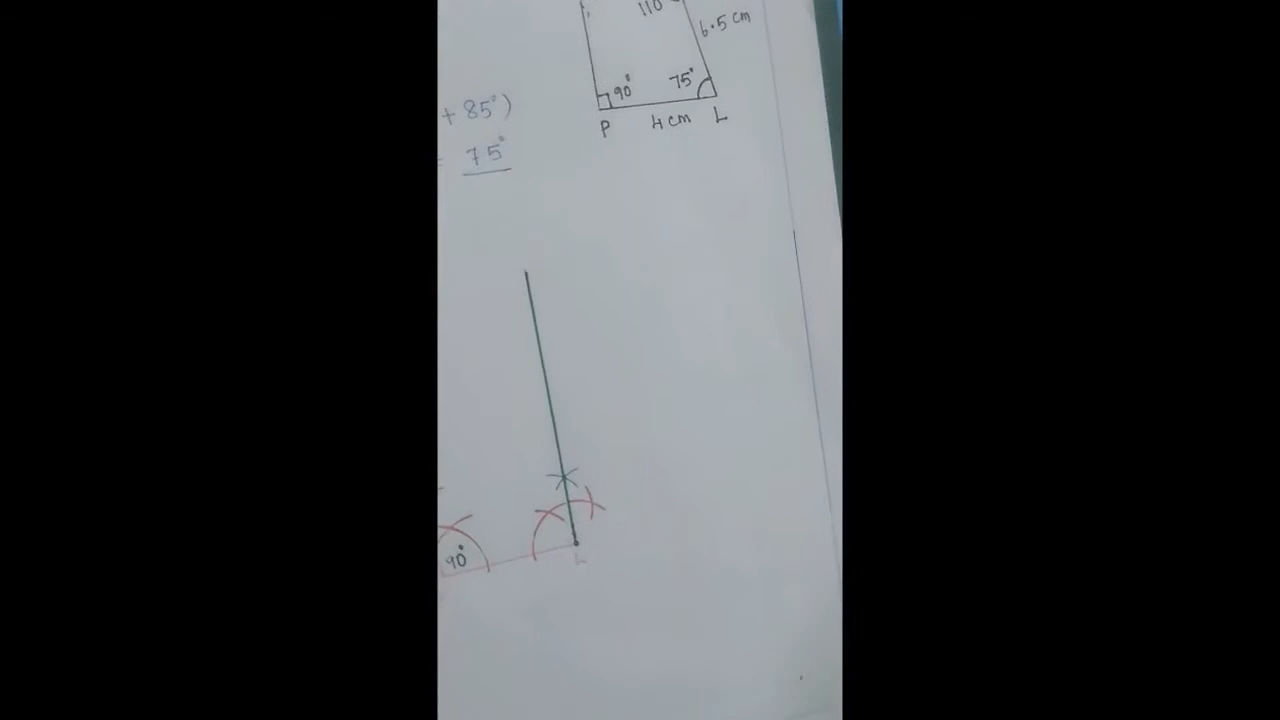 110
6.5 cm
90° 75°
P 4 cm L
+ 85°)
= 75°
90°
L